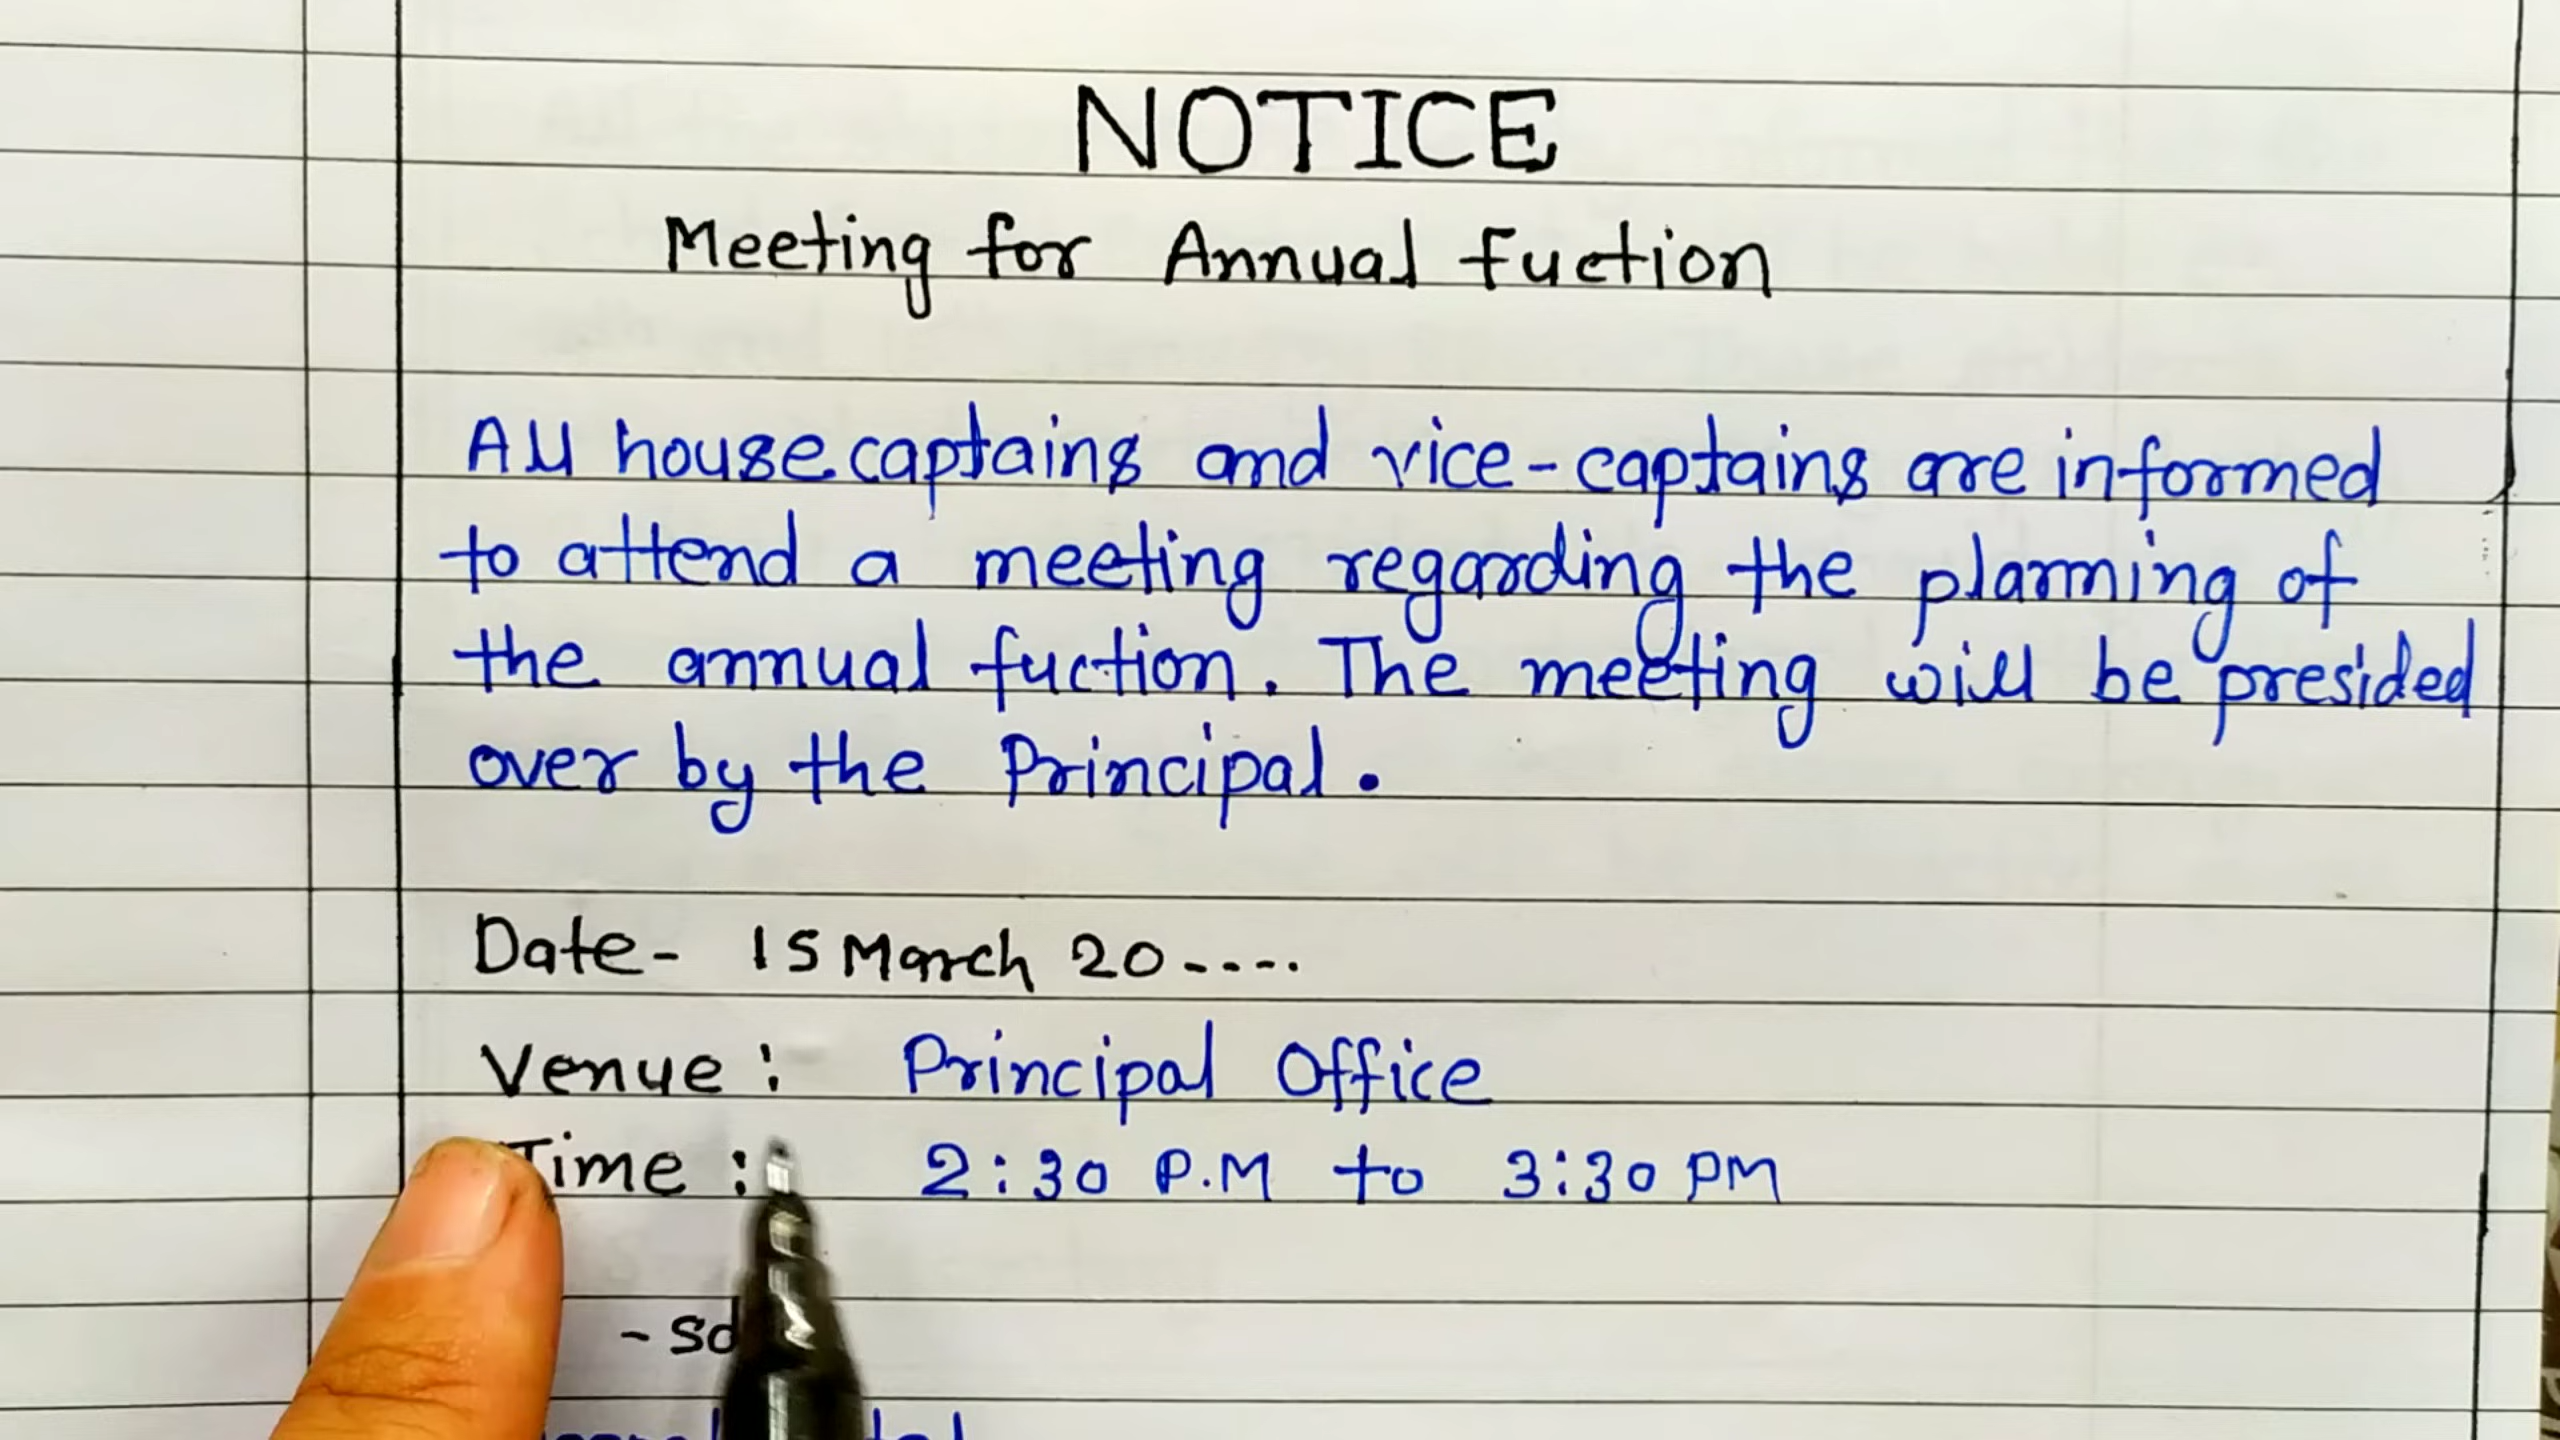 NOTICE
Meeting for Annual fuction
All house captains and vice-captains are informed
to attend a meeting regarding the planning of
the annual fuction. The meeting will be presided
over by the Principal.
Date- 15 March 20----.
Venue: Principal Office
Time: 2:30 P.M to 3:30 PM
-sd